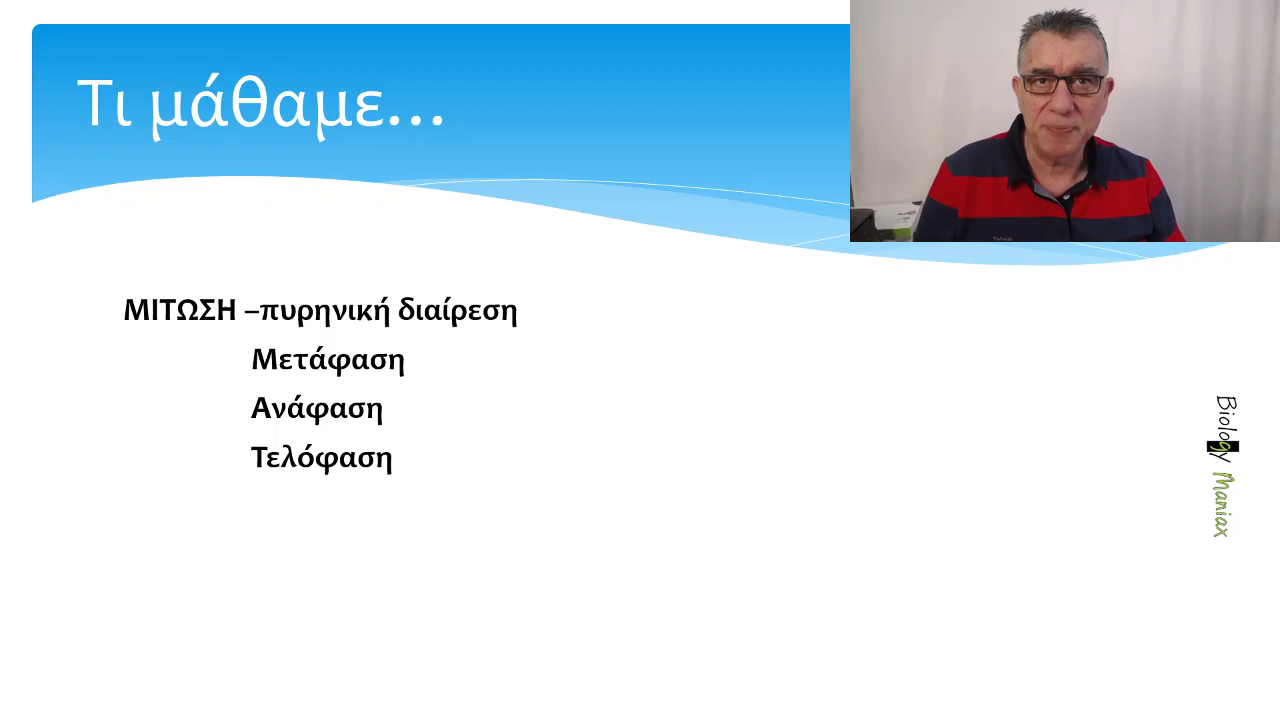 Τι μάθαμε...
ΜΙΤΩΣΗ –πυρηνική διαίρεση
Μετάφαση
Ανάφαση
Τελόφαση
Biology Maniax